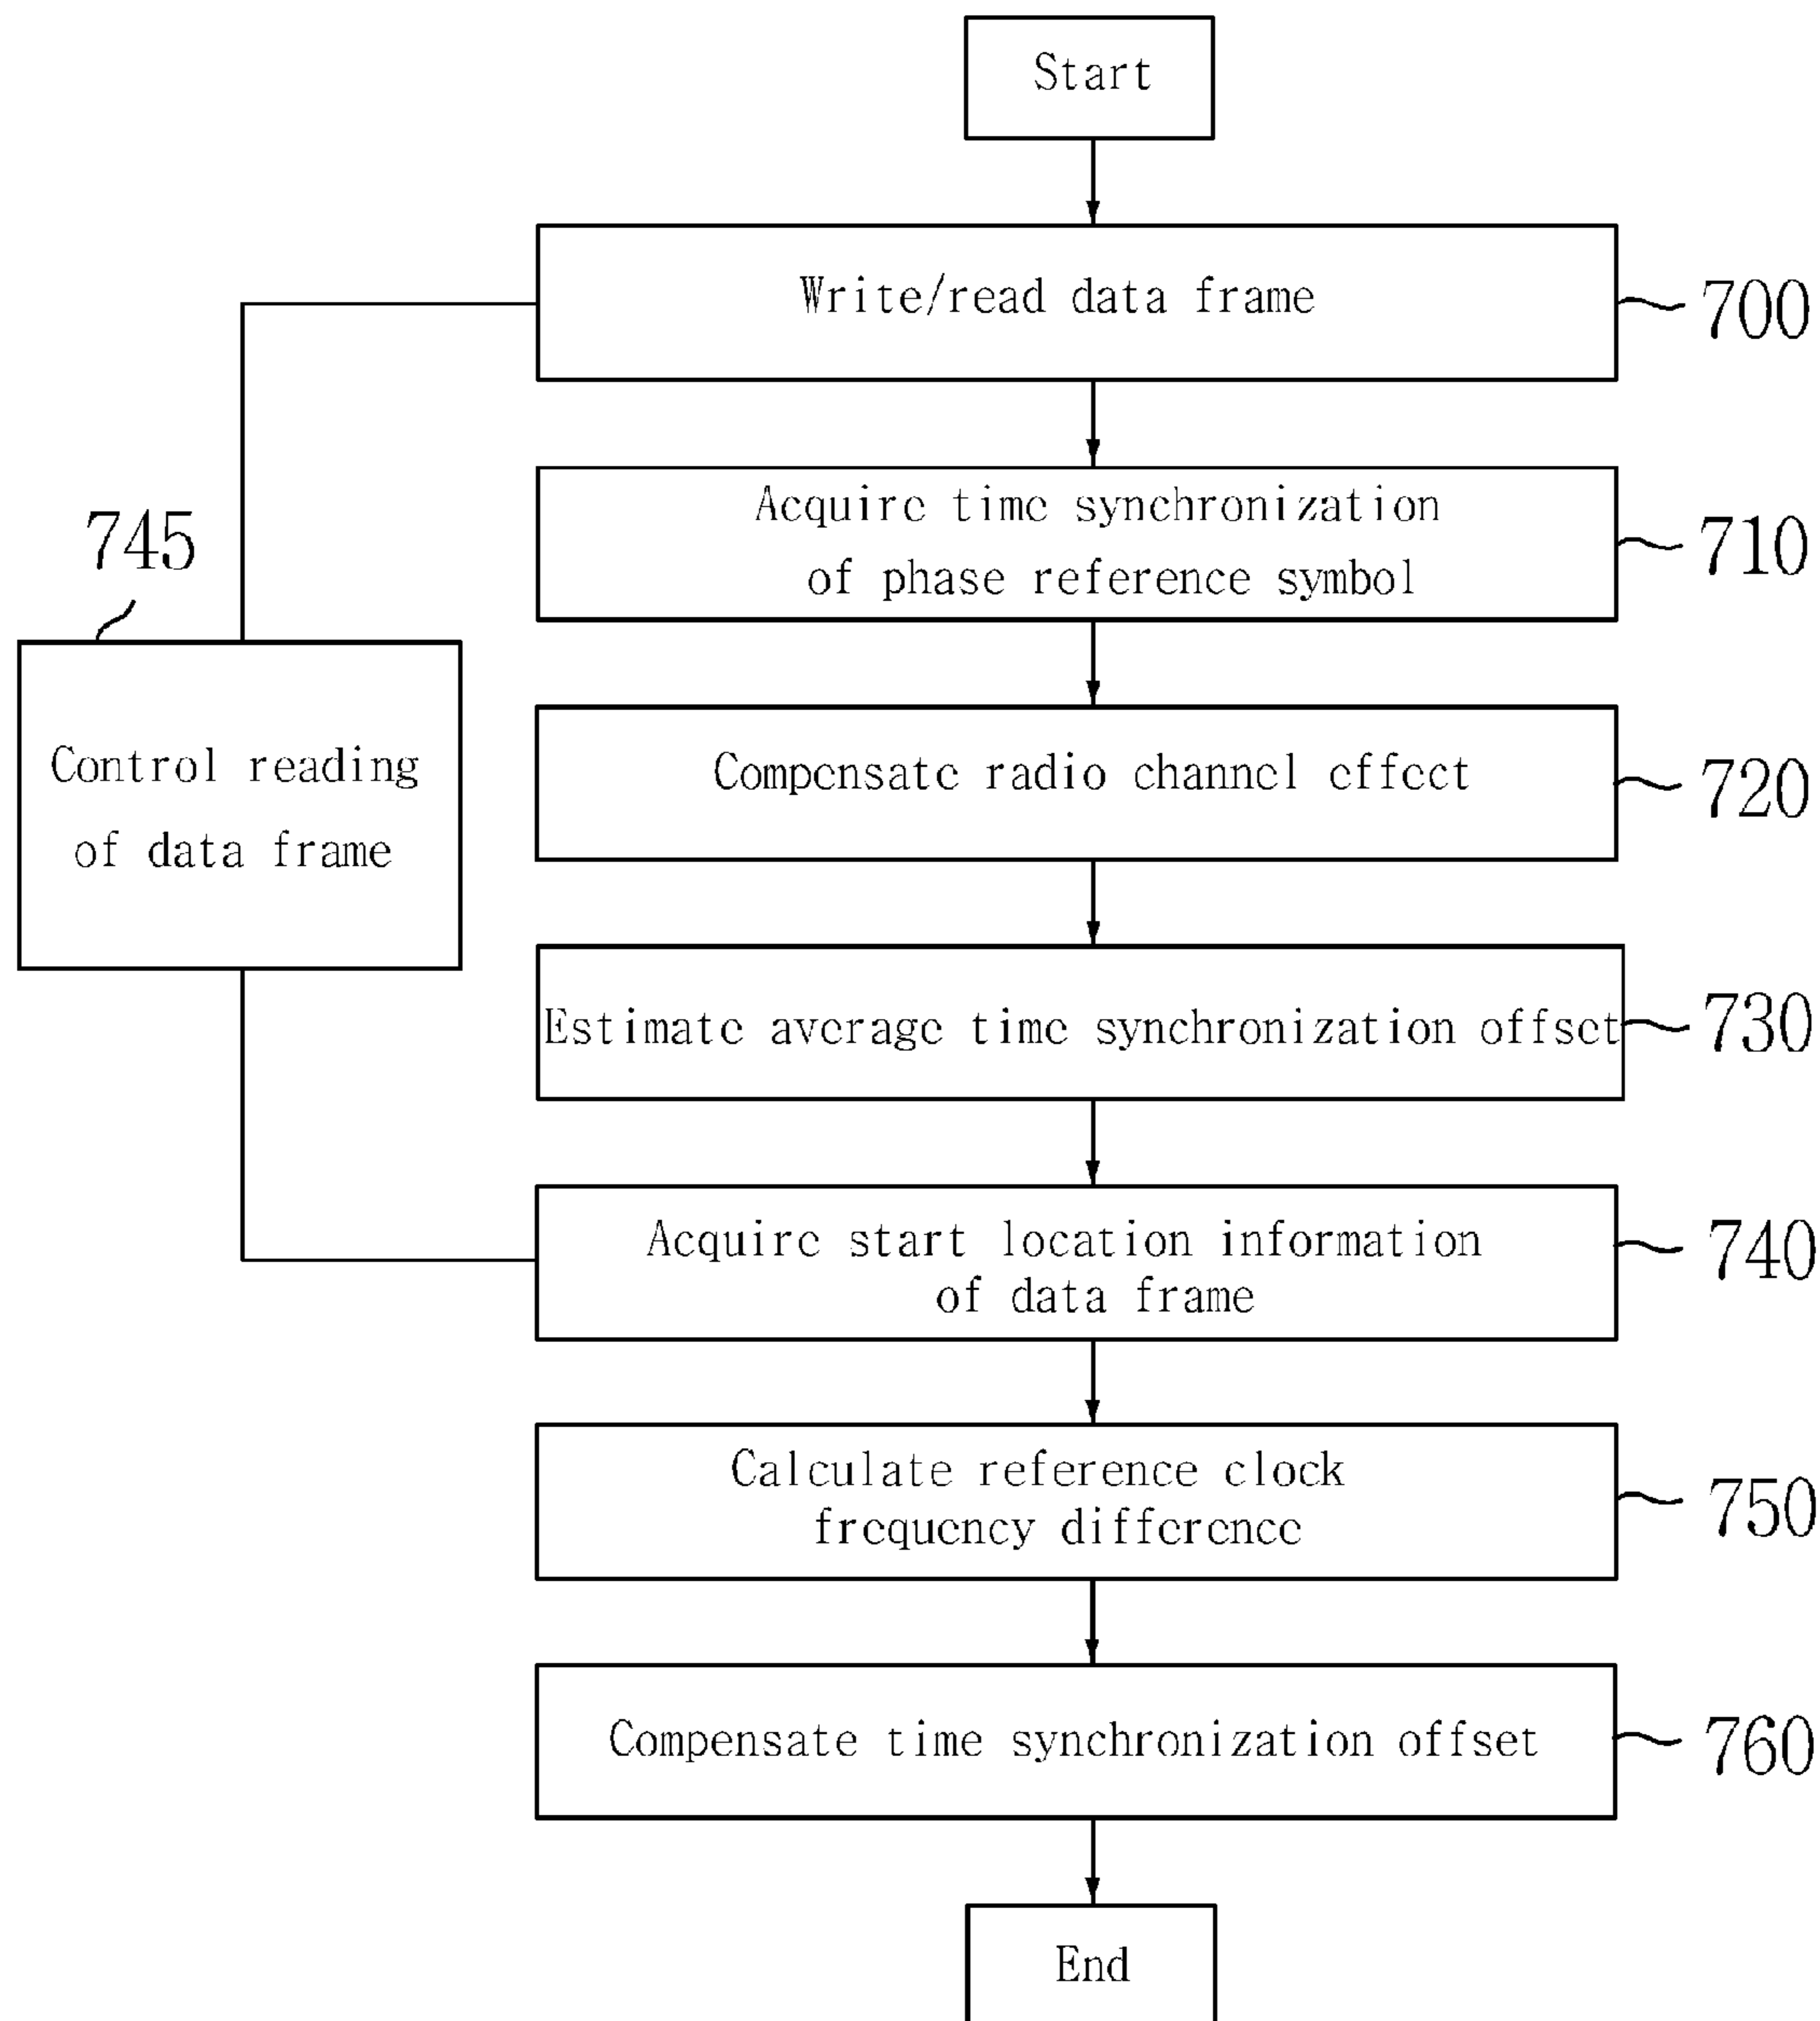 Start
Write/read data frame
700
Acquire time synchronization
of phase reference symbol
710
745
Control reading
of data frame
Compensate radio channel effect
720
Estimate average time synchronization offset
730
Acquire start location information
of data frame
740
Calculate reference clock
frequency difference
750
Compensate time synchronization offset
760
End